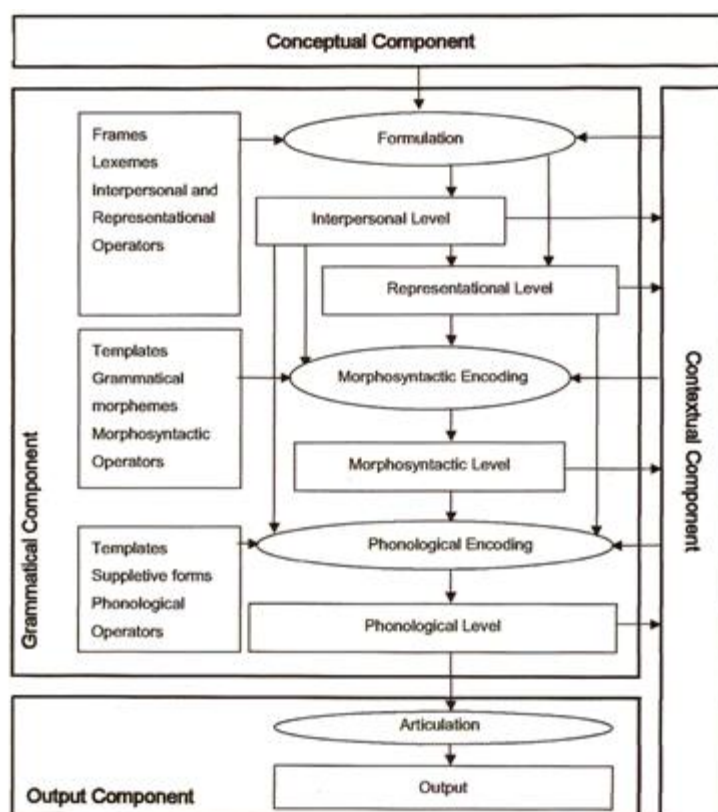 Conceptual Component
Frames
Lexemes
Interpersonal and
Representational
Operators
Formulation
Interpersonal Level
Representational Level
Templates
Grammatical
morphemes
Morphosyntactic
Operators
Morphosyntactic Encoding
Morphosyntactic Level
Templates
Suppletive forms
Phonological
Operators
Phonological Encoding
Phonological Level
Grammatical Component
Contextual Component
Articulation
Output
Output Component